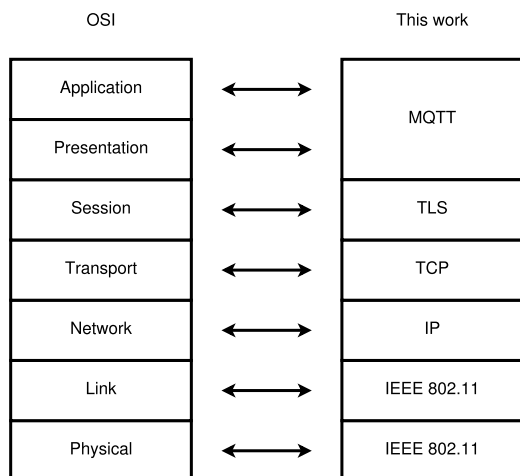 OSI This work
Application
MQTT
Presentation
Session TLS
Transport TCP
Network IP
Link IEEE 802.11
Physical IEEE 802.11